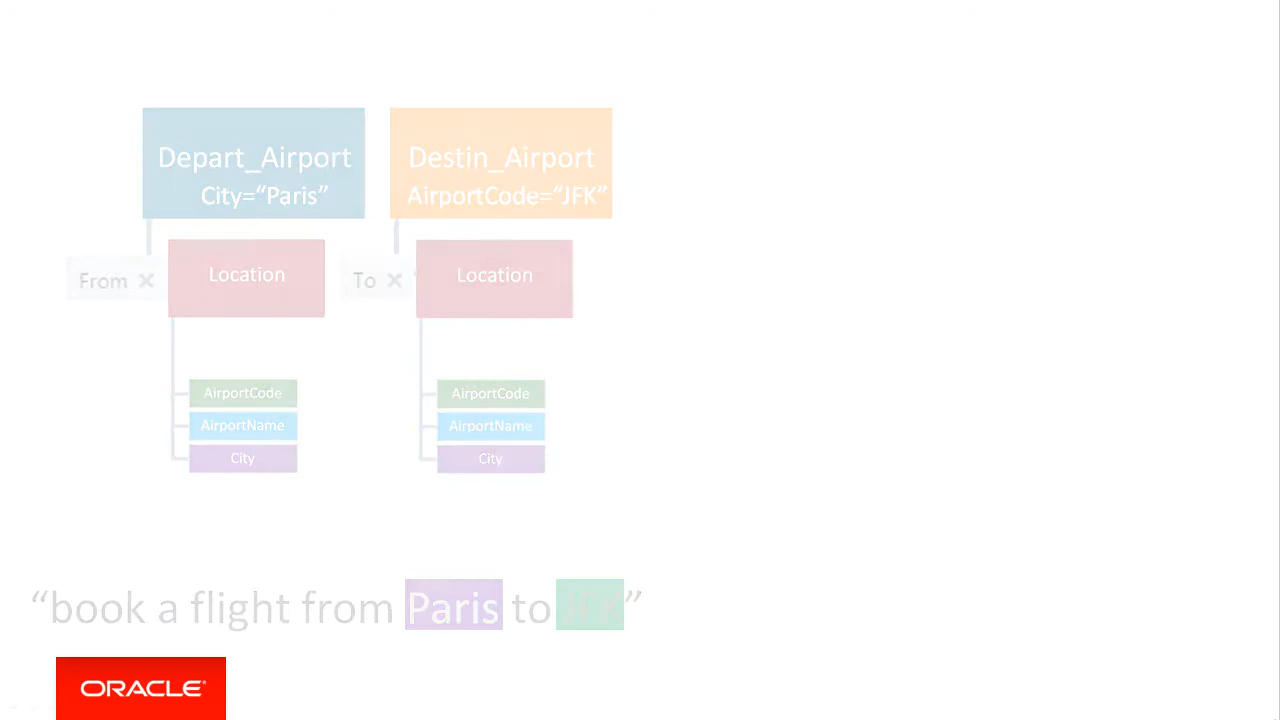 Depart_Airport
City=“Paris”
Destin_Airport
AirportCode=“JFK”
From ×
Location
To ×
Location
AirportCode
AirportName
City
AirportCode
AirportName
City
“book a flight from Paris to JFK”
ORACLE®